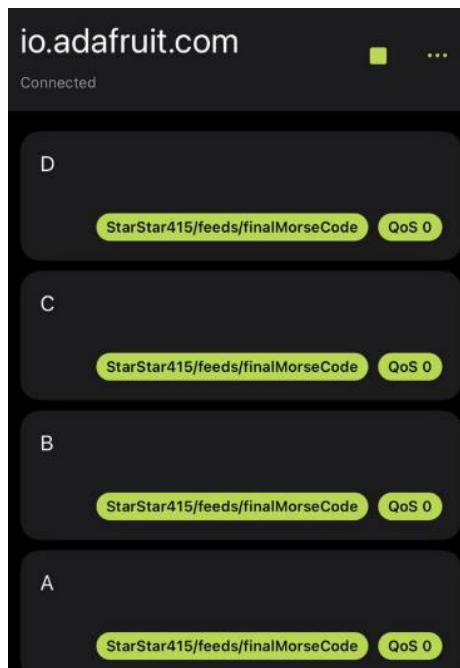 io.adafruit.com
Connected
D
StarStar415/feeds/finalMorseCode QoS 0
C
StarStar415/feeds/finalMorseCode QoS 0
B
StarStar415/feeds/finalMorseCode QoS 0
A
StarStar415/feeds/finalMorseCode QoS 0